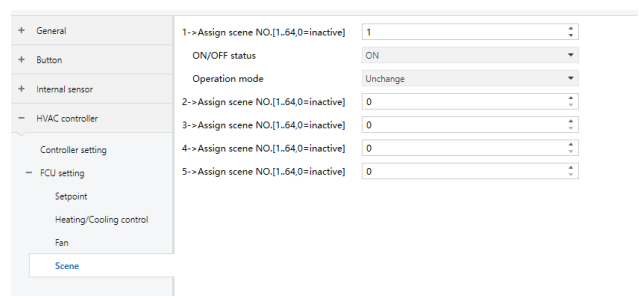 + General
+ Button
+ Internal sensor
− HVAC controller
Controller setting
− FCU setting
Setpoint
Heating/Cooling control
Fan
Scene
1->Assign scene NO.[1..64,0=inactive] 1
ON/OFF status ON
Operation mode Unchange
2->Assign scene NO.[1..64,0=inactive] 0
3->Assign scene NO.[1..64,0=inactive] 0
4->Assign scene NO.[1..64,0=inactive] 0
5->Assign scene NO.[1..64,0=inactive] 0